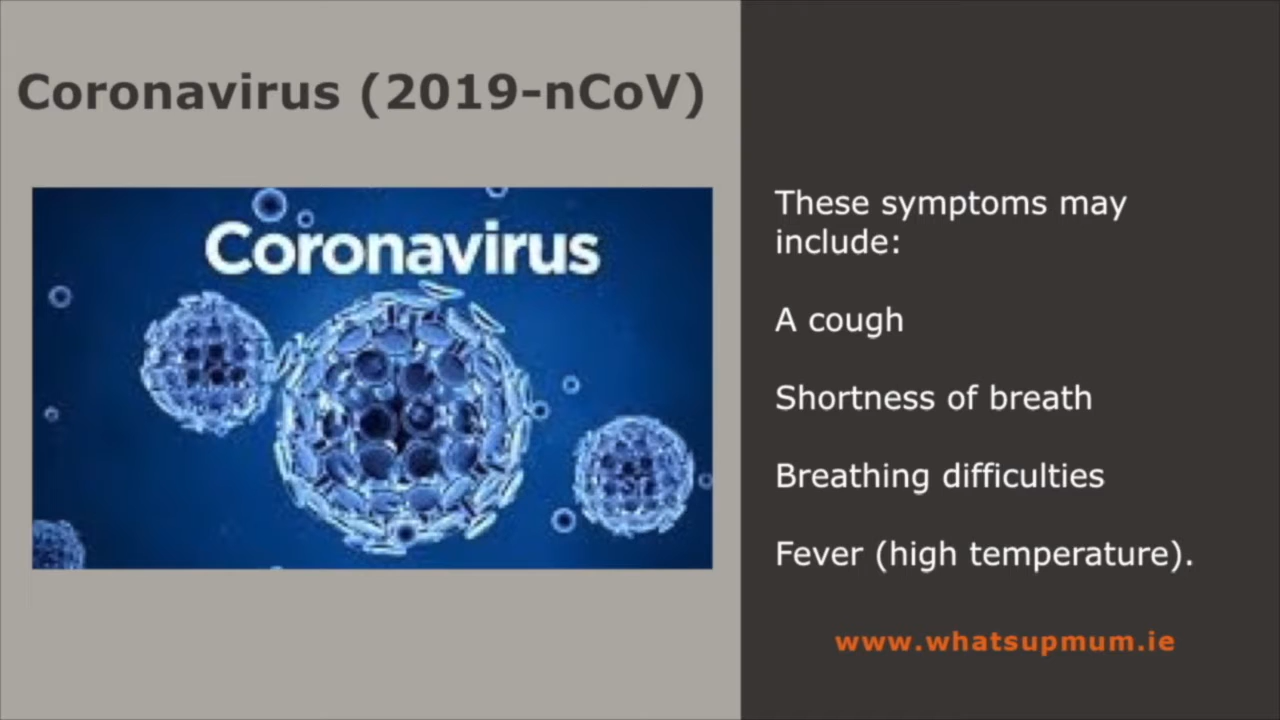 Coronavirus (2019-nCoV)
Coronavirus
These symptoms may
include:
A cough
Shortness of breath
Breathing difficulties
Fever (high temperature).
www.whatsupmum.ie